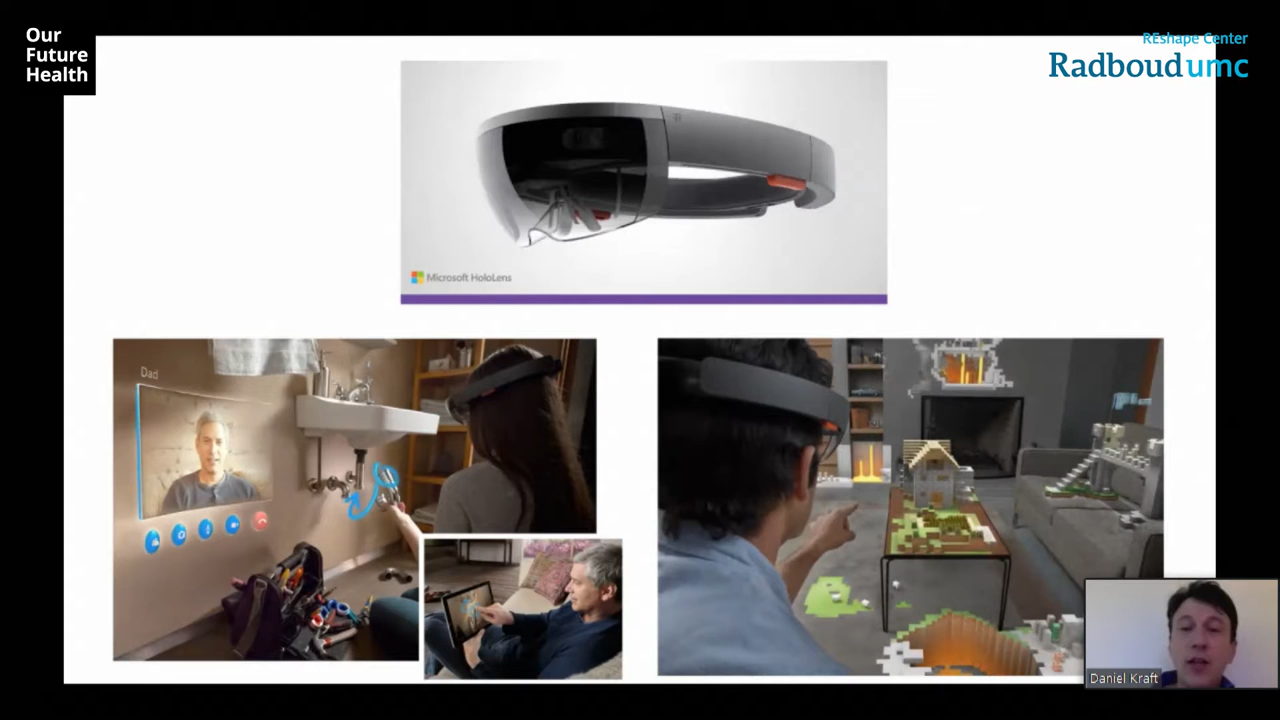 Our
Future
Health
REshape Center
Radboudumc
Microsoft HoloLens
Dad
Daniel Kraft